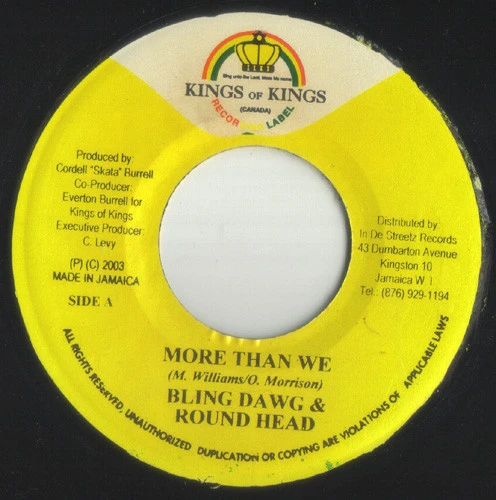 Sing unto the Lord, bless his name
KINGS OF KINGS
(CANADA)
RECOR LABEL
Produced by:
Cordell "Skata" Burrell
Co-Producer:
Everton Burrell for
Kings of Kings
Executive Producer:
C. Levy
(P) (C) 2003
MADE IN JAMAICA
SIDE A
Distributed by:
In De Streetz Records
43 Dumbarton Avenue
Kingston 10
Jamaica W. I.
Tel.: (876) 929-1194
MORE THAN WE
(M. Williams/O. Morrison)
BLING DAWG &
ROUND HEAD
ALL RIGHTS RESERVED, UNAUTHORIZED DUPLICATION OR COPYING ARE VIOLATIONS OF APPLICABLE LAWS